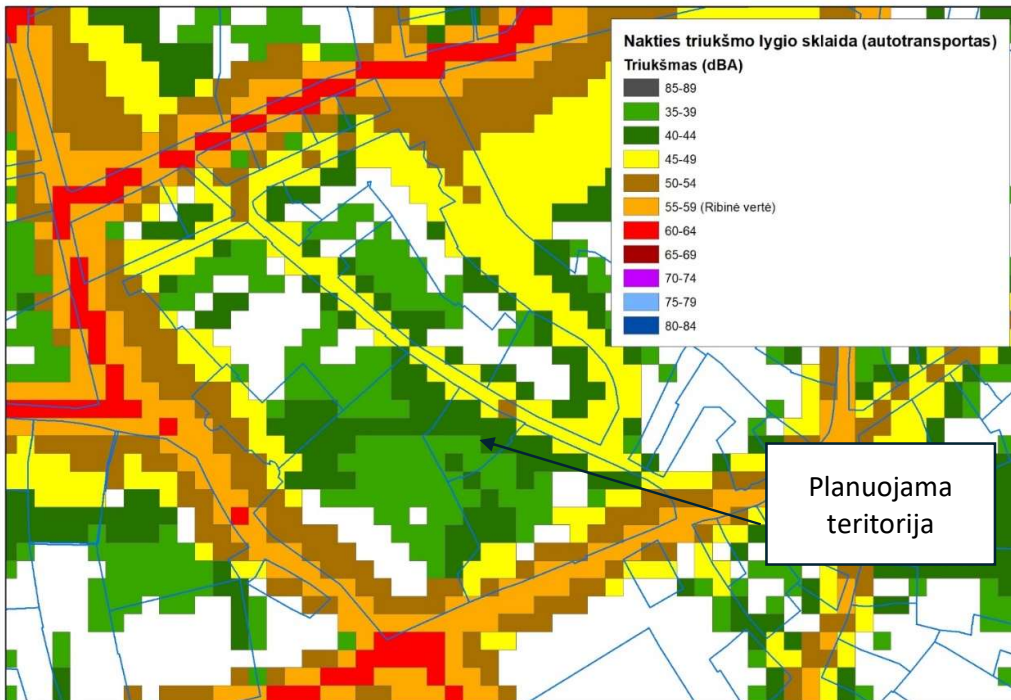 Nakties triukšmo lygio sklaida (autotransportas)
Triukšmas (dBA)
85-89
35-39
40-44
45-49
50-54
55-59 (Ribinė vertė)
60-64
65-69
70-74
75-79
80-84
Planuojama
teritorija